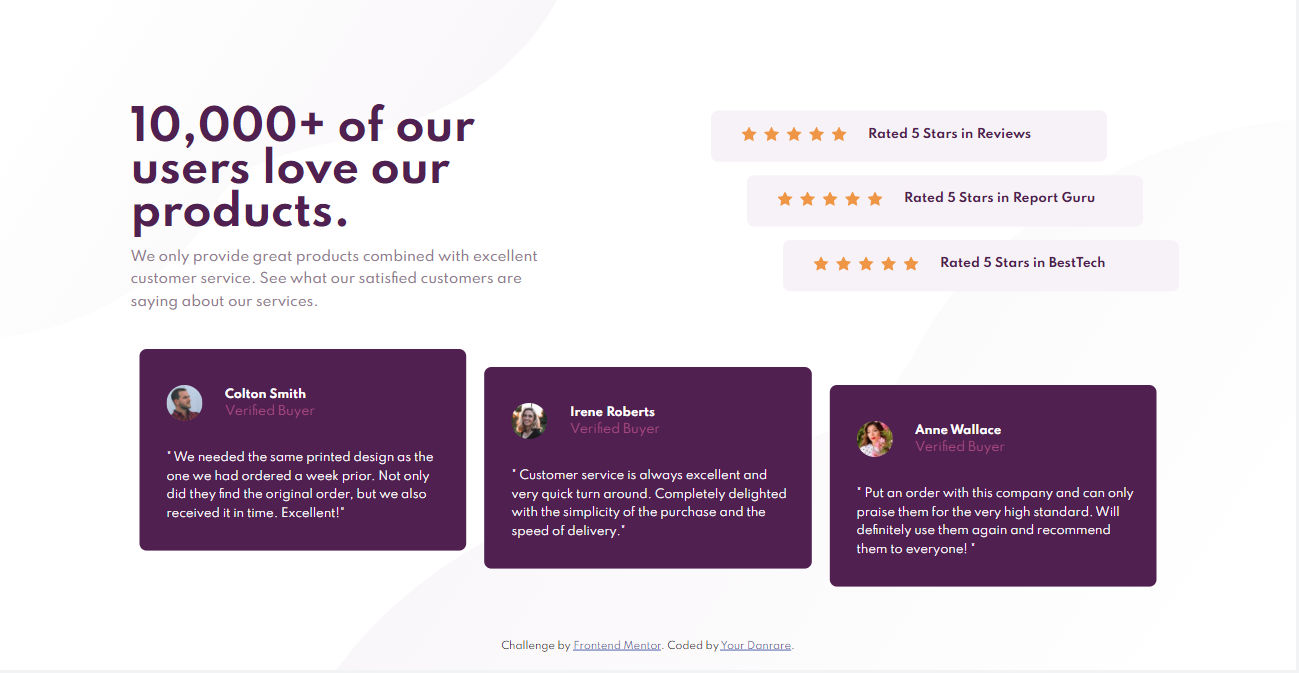 10,000+ of our
users love our
products.
We only provide great products combined with excellent
customer service. See what our satisfied customers are
saying about our services.
Rated 5 Stars in Reviews
Rated 5 Stars in Report Guru
Rated 5 Stars in BestTech
Colton Smith
Verified Buyer
" We needed the same printed design as the
one we had ordered a week prior. Not only
did they find the original order, but we also
received it in time. Excellent!"
Irene Roberts
Verified Buyer
" Customer service is always excellent and
very quick turn around. Completely delighted
with the simplicity of the purchase and the
speed of delivery."
Anne Wallace
Verified Buyer
" Put an order with this company and can only
praise them for the very high standard. Will
definitely use them again and recommend
them to everyone! "
Challenge by Frontend Mentor. Coded by Your Danrare.